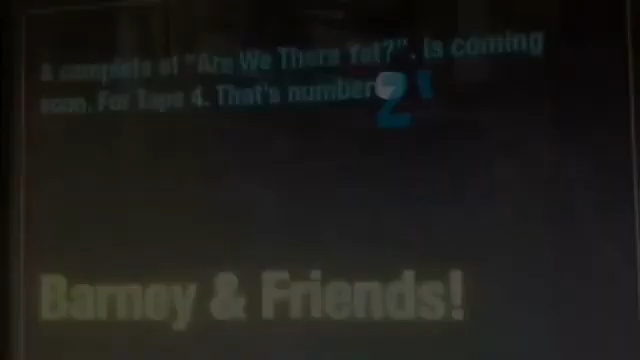 A complete of "Are We There Yet?". Is coming
soon. For Tape 4. That's number 2
Barney & Friends!